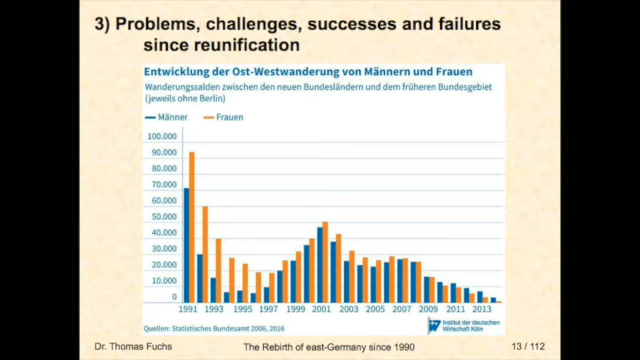 3) Problems, challenges, successes and failures
since reunification
Entwicklung der Ost-Westwanderung von Männern und Frauen
Wanderungssalden zwischen den neuen Bundesländern und dem früheren Bundesgebiet
(jeweils ohne Berlin)
Männer Frauen
100.000
90.000
80.000
70.000
60.000
50.000
40.000
30.000
20.000
10.000
0
1991 1993 1995 1997 1999 2001 2003 2005 2007 2009 2011 2013
Quellen: Statistisches Bundesamt 2006, 2016
Institut der deutschen
Wirtschaft Köln
Dr. Thomas Fuchs The Rebirth of east-Germany since 1990 13 / 112